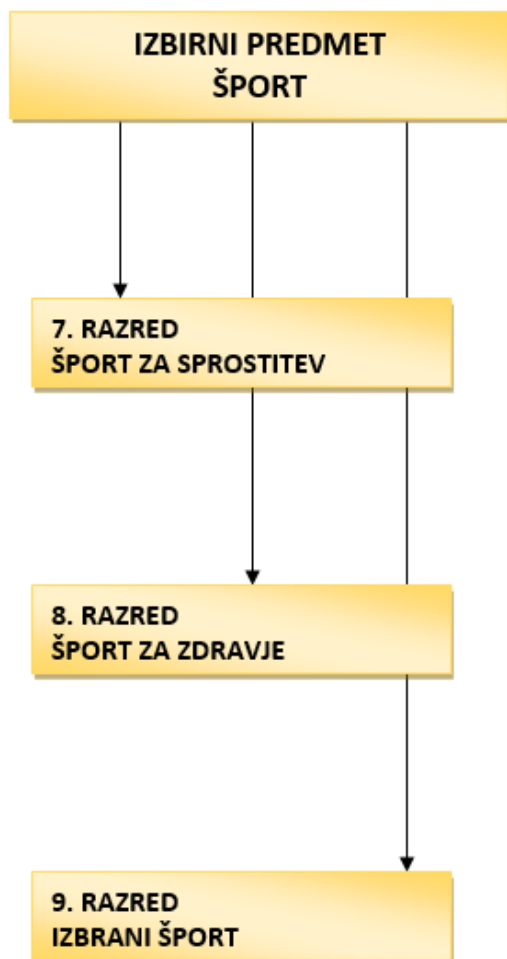 IZBIRNI PREDMET
ŠPORT
7. RAZRED
ŠPORT ZA SPROSTITEV
8. RAZRED
ŠPORT ZA ZDRAVJE
9. RAZRED
IZBRANI ŠPORT